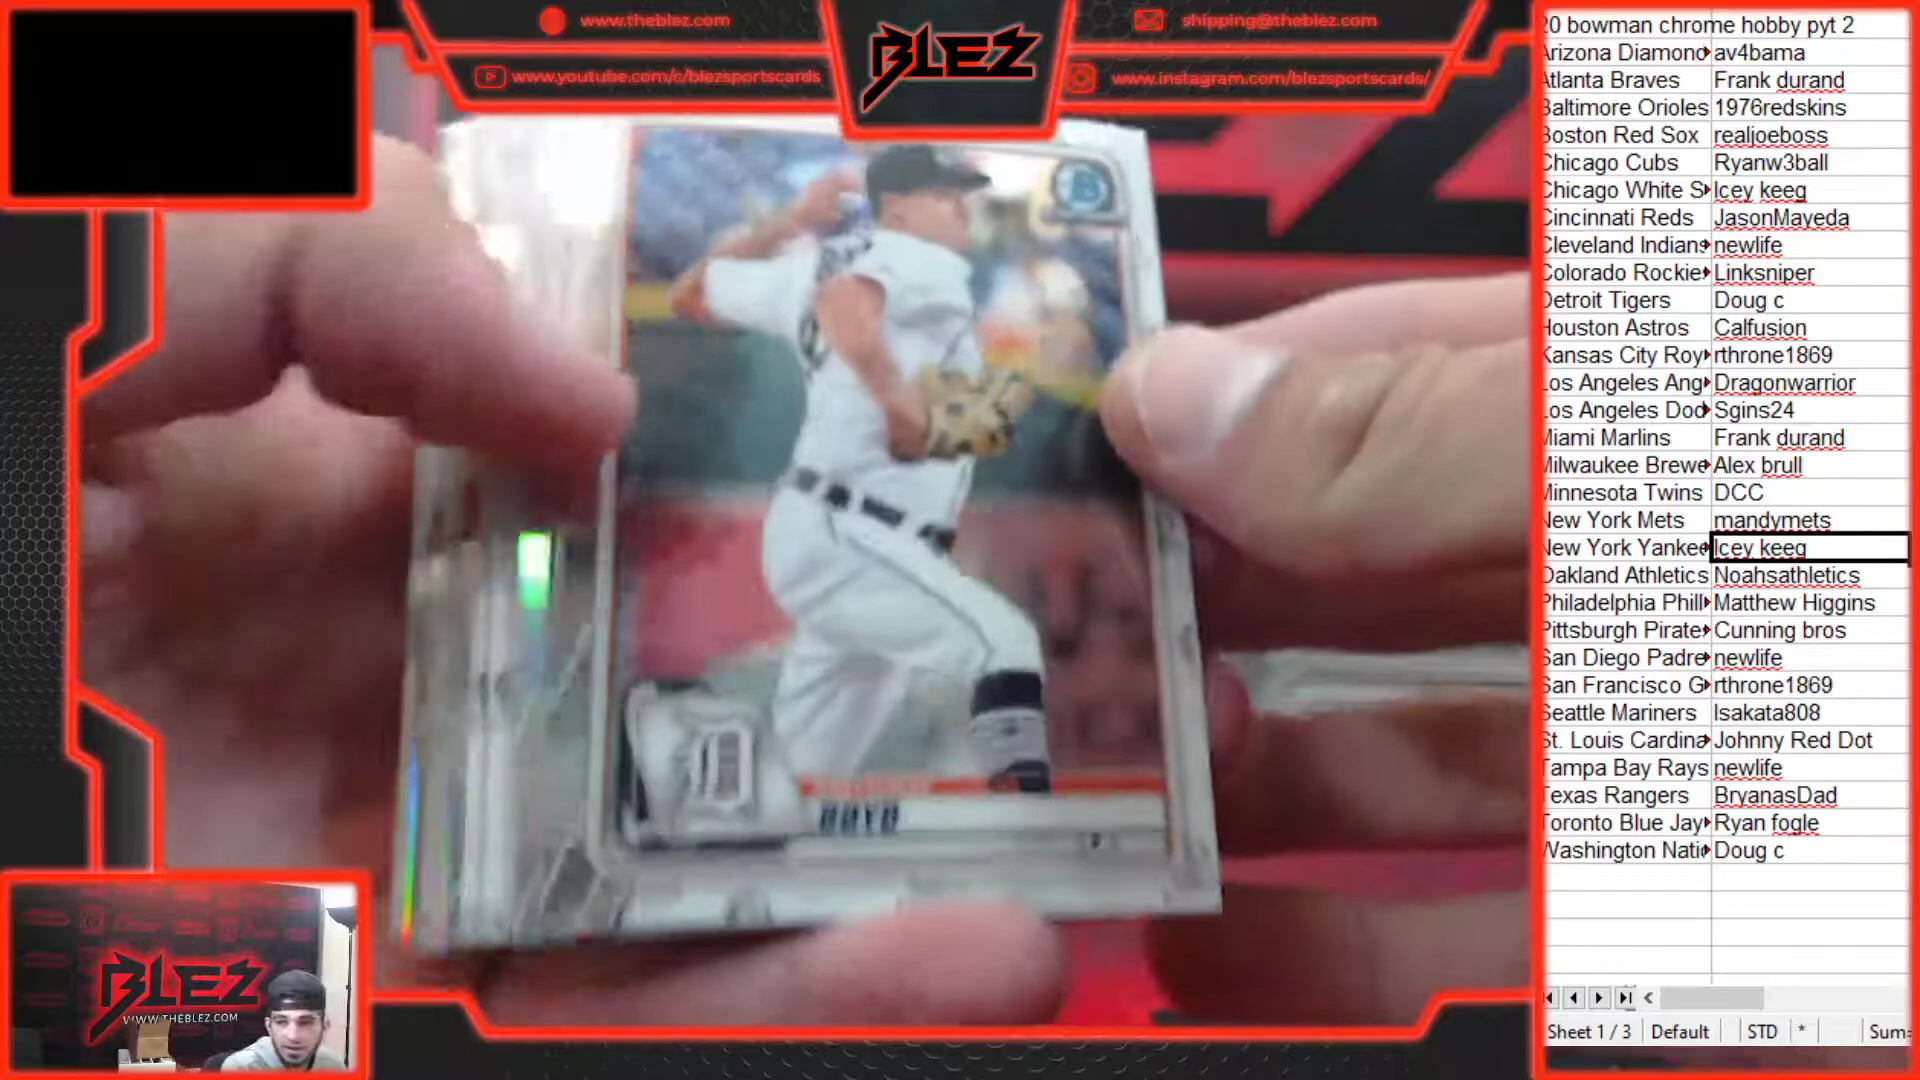 www.theblez.com
shipping@theblez.com
BLEZ
www.youtube.com/c/blezsportscards
www.instagram.com/blezsportscards/
20 bowman chrome hobby pyt 2
Arizona Diamond av4bama
Atlanta Braves Frank durand
Baltimore Orioles 1976redskins
Boston Red Sox realjoeboss
Chicago Cubs Ryanw3ball
Chicago White S Icey keeg
Cincinnati Reds JasonMayeda
Cleveland Indians newlife
Colorado Rockie Linksniper
Detroit Tigers Doug c
Houston Astros Calfusion
Kansas City Roy rthrone1869
Los Angeles Ang Dragonwarrior
Los Angeles Dod Sgins24
Miami Marlins Frank durand
Milwaukee Brewe Alex brull
Minnesota Twins DCC
New York Mets mandymets
New York Yankee Icey keeg
Oakland Athletics Noahsathletics
Philadelphia Phill Matthew Higgins
Pittsburgh Pirate Cunning bros
San Diego Padre newlife
San Francisco G rthrone1869
Seattle Mariners lsakata808
St. Louis Cardina Johnny Red Dot
Tampa Bay Rays newlife
Texas Rangers BryanasDad
Toronto Blue Jay Ryan fogle
Washington Natio Doug c
Sheet 1 / 3 Default STD * Sum=
B
D
BOYD
BLEZ
WWW.THEBLEZ.COM